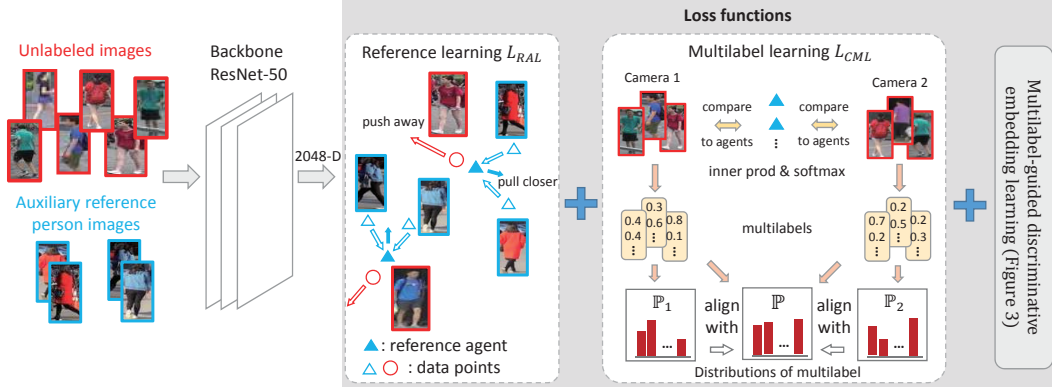 Loss functions
Unlabeled images
Auxiliary reference
person images
Backbone
ResNet-50
2048-D
Reference learning L_RAL
push away
pull closer
▲: reference agent
△ ○ : data points
Multilabel learning L_CML
Camera 1
Camera 2
compare
to agents
⋮
compare
to agents
inner prod & softmax
0.4
0.4
⋮
0.3
0.6
⋮
0.8
0.1
⋮
multilabels
0.7
0.2
⋮
0.2
0.5
⋮
0.2
0.3
⋮
ℙ₁
...
align
with
ℙ
...
align
with
ℙ₂
...
Distributions of multilabel
Multilabel-guided discriminative
embedding learning (Figure 3)